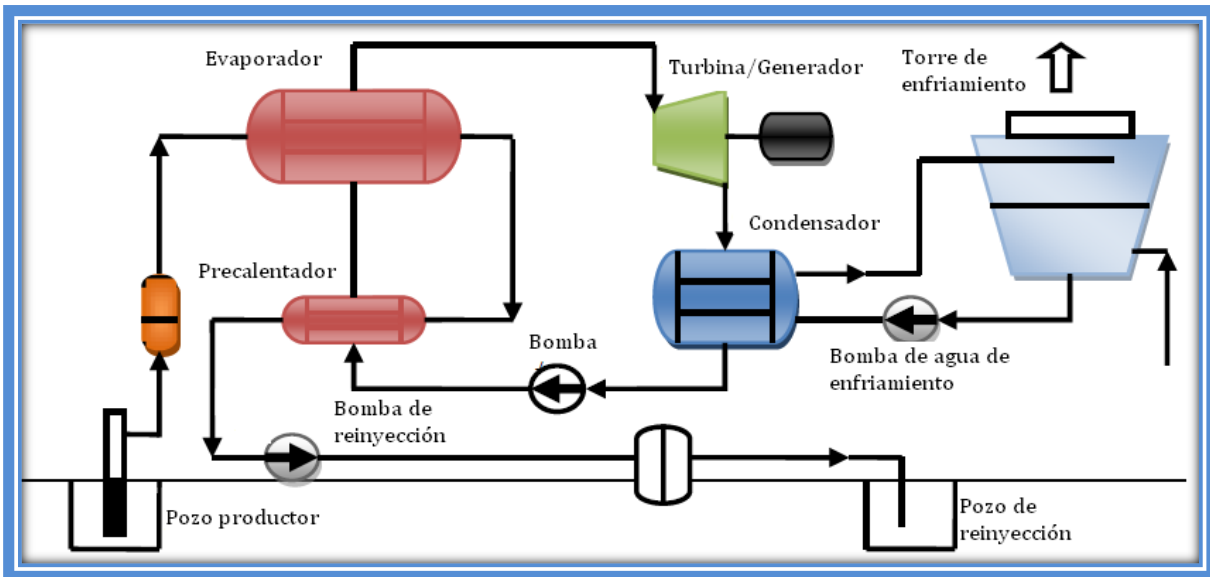 Evaporador
Turbina/Generador
Torre de
enfriamiento
Condensador
Precalentador
Bomba
Bomba de agua de
enfriamiento
Bomba de
reinyección
Pozo productor
Pozo de
reinyección